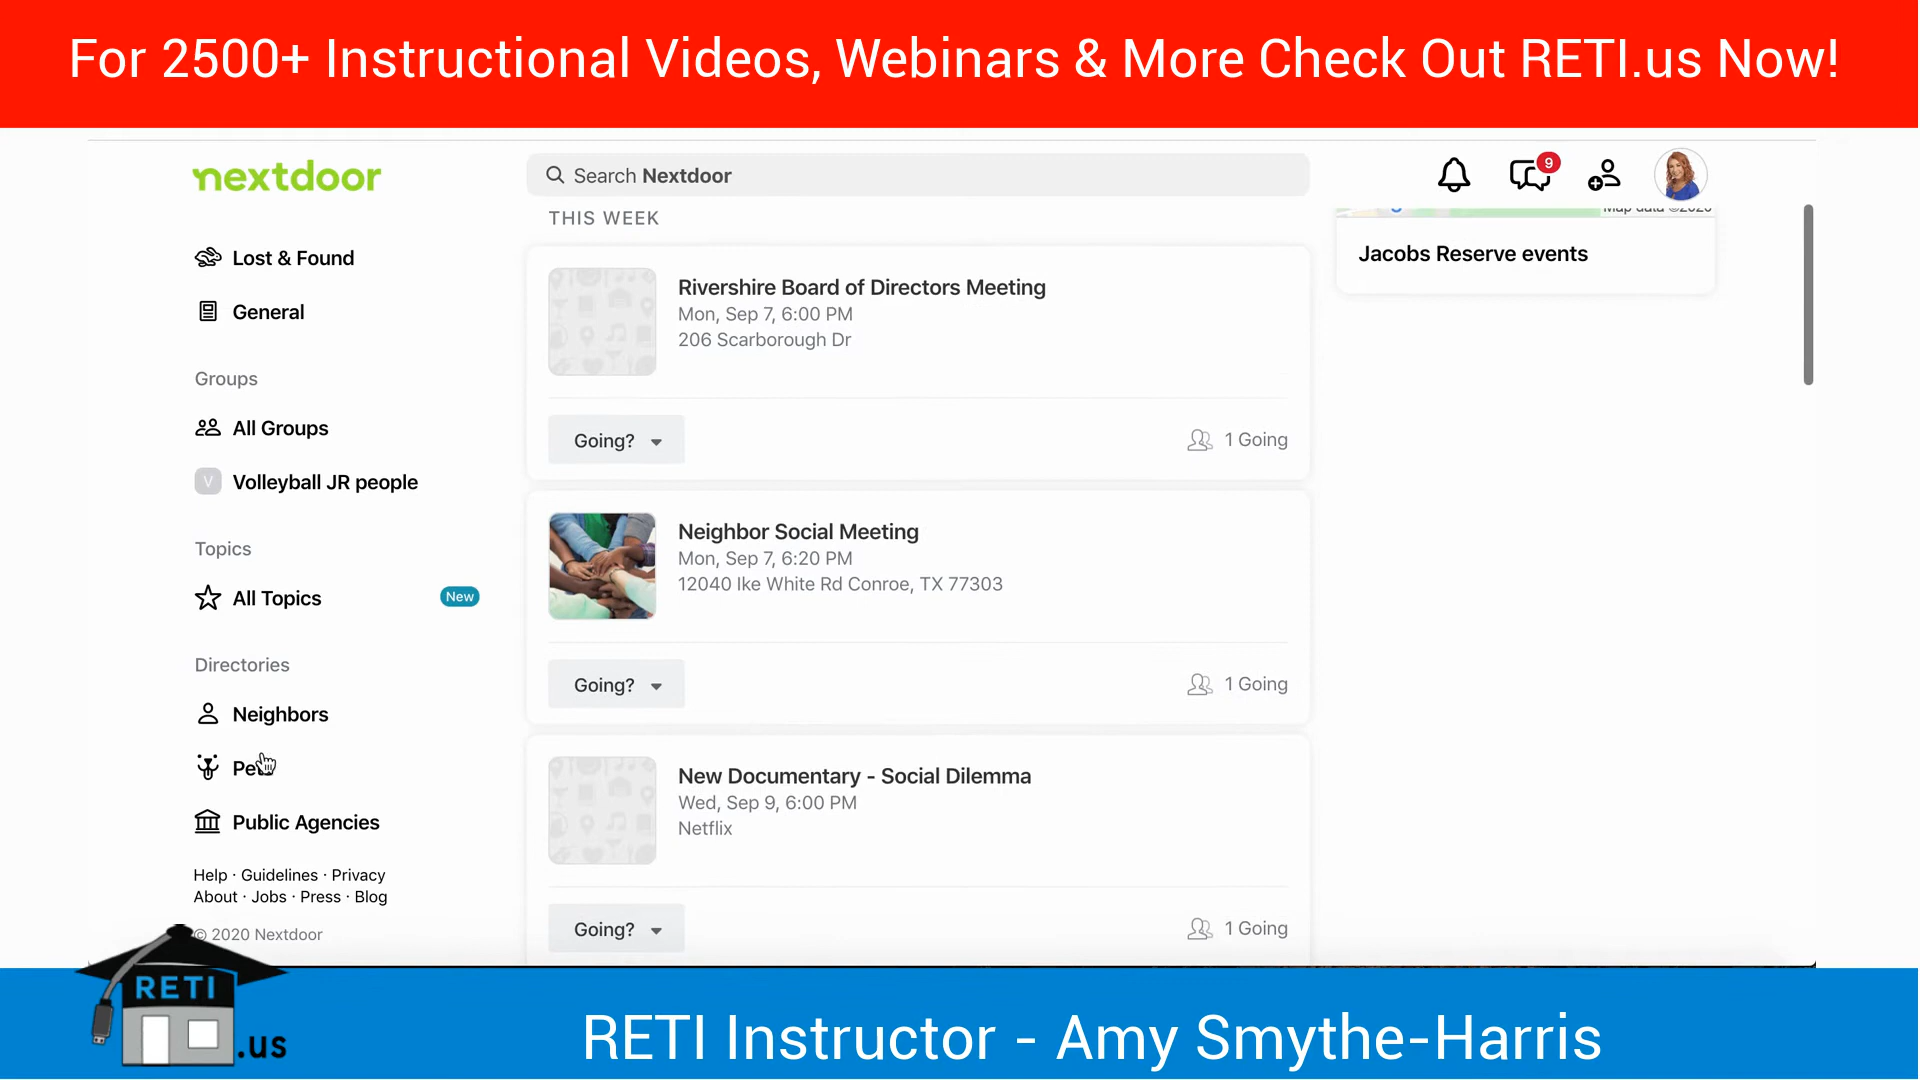 For 2500+ Instructional Videos, Webinars & More Check Out RETI.us Now!
nextdoor
Search Nextdoor
9
THIS WEEK
Lost & Found
General
Groups
All Groups
V
Volleyball JR people
Topics
All Topics
New
Directories
Neighbors
Public Agencies
Help · Guidelines · Privacy
About · Jobs · Press · Blog
© 2020 Nextdoor
Rivershire Board of Directors Meeting
Mon, Sep 7, 6:00 PM
206 Scarborough Dr
Going?
1 Going
Neighbor Social Meeting
Mon, Sep 7, 6:20 PM
12040 Ike White Rd Conroe, TX 77303
Going?
1 Going
New Documentary - Social Dilemma
Wed, Sep 9, 6:00 PM
Netflix
Going?
1 Going
Map data ©2020
Jacobs Reserve events
RETI
.us
RETI Instructor - Amy Smythe-Harris